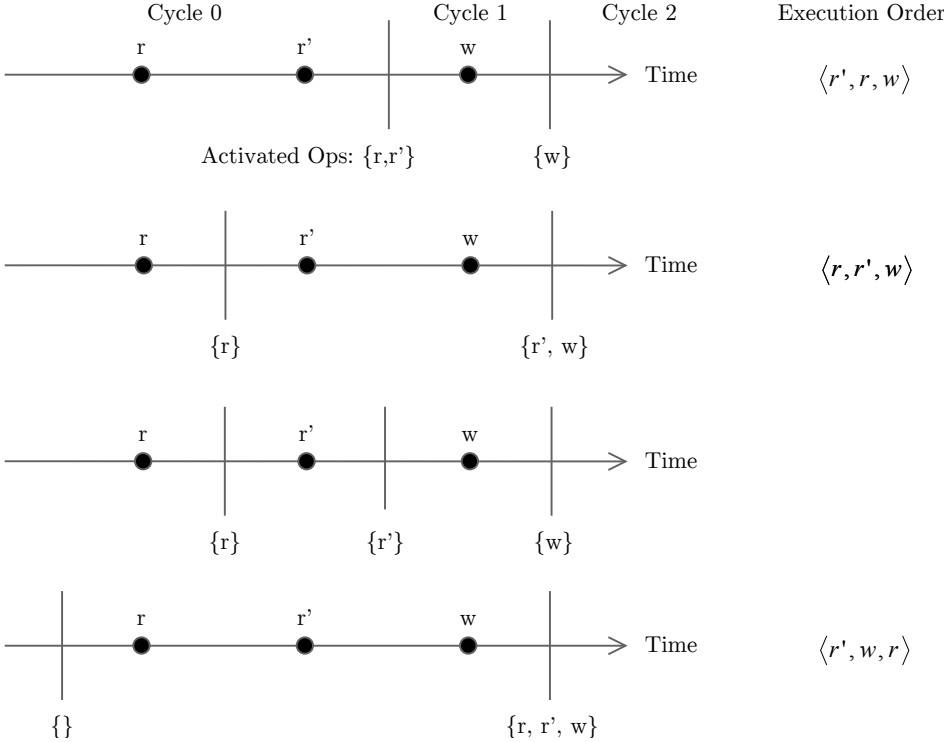 Cycle 0 Cycle 1 Cycle 2 Execution Order
r r’ w
Time ⟨r', r, w⟩
Activated Ops: {r,r’} {w}
r r’ w
Time ⟨r, r', w⟩
{r} {r’, w}
r r’ w
Time
{r} {r’} {w}
r r’ w
Time ⟨r', w, r⟩
{} {r, r’, w}